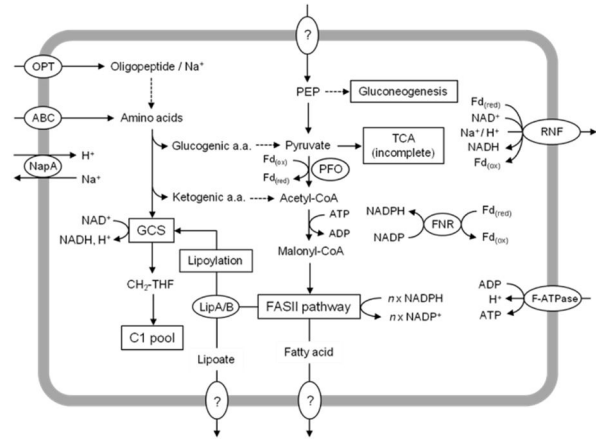 ?
OPT
Oligopeptide / Na⁺
PEP
Gluconeogenesis
ABC
Amino acids
Fd(red)
NAD⁺
Na⁺/ H⁺
NADH
Fd(ox)
RNF
Glucogenic a.a.
Pyruvate
TCA
(incomplete)
H⁺
NapA
Na⁺
Fd(ox)
Fd(red)
PFO
Ketogenic a.a.
Acetyl-CoA
NAD⁺
NADH, H⁺
GCS
ATP
ADP
NADPH
NADP
FNR
Fd(red)
Fd(ox)
Malonyl-CoA
Lipoylation
CH₂-THF
LipA/B
FASII pathway
n x NADPH
n x NADP⁺
ADP
H⁺
ATP
F-ATPase
C1 pool
Lipoate
Fatty acid
?
?